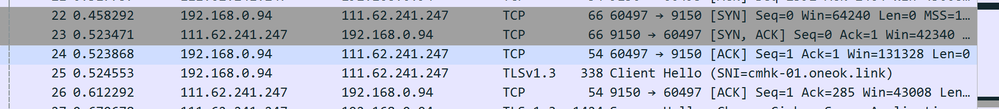 22 0.458292 192.168.0.94 111.62.241.247 TCP 66 60497 → 9150 [SYN] Seq=0 Win=64240 Len=0 MSS=1…
23 0.523471 111.62.241.247 192.168.0.94 TCP 66 9150 → 60497 [SYN, ACK] Seq=0 Ack=1 Win=42340 …
24 0.523868 192.168.0.94 111.62.241.247 TCP 54 60497 → 9150 [ACK] Seq=1 Ack=1 Win=131328 Len=0
25 0.524553 192.168.0.94 111.62.241.247 TLSv1.3 338 Client Hello (SNI=cmhk-01.oneok.link)
26 0.612292 111.62.241.247 192.168.0.94 TCP 54 9150 → 60497 [ACK] Seq=1 Ack=285 Win=43008 Len…